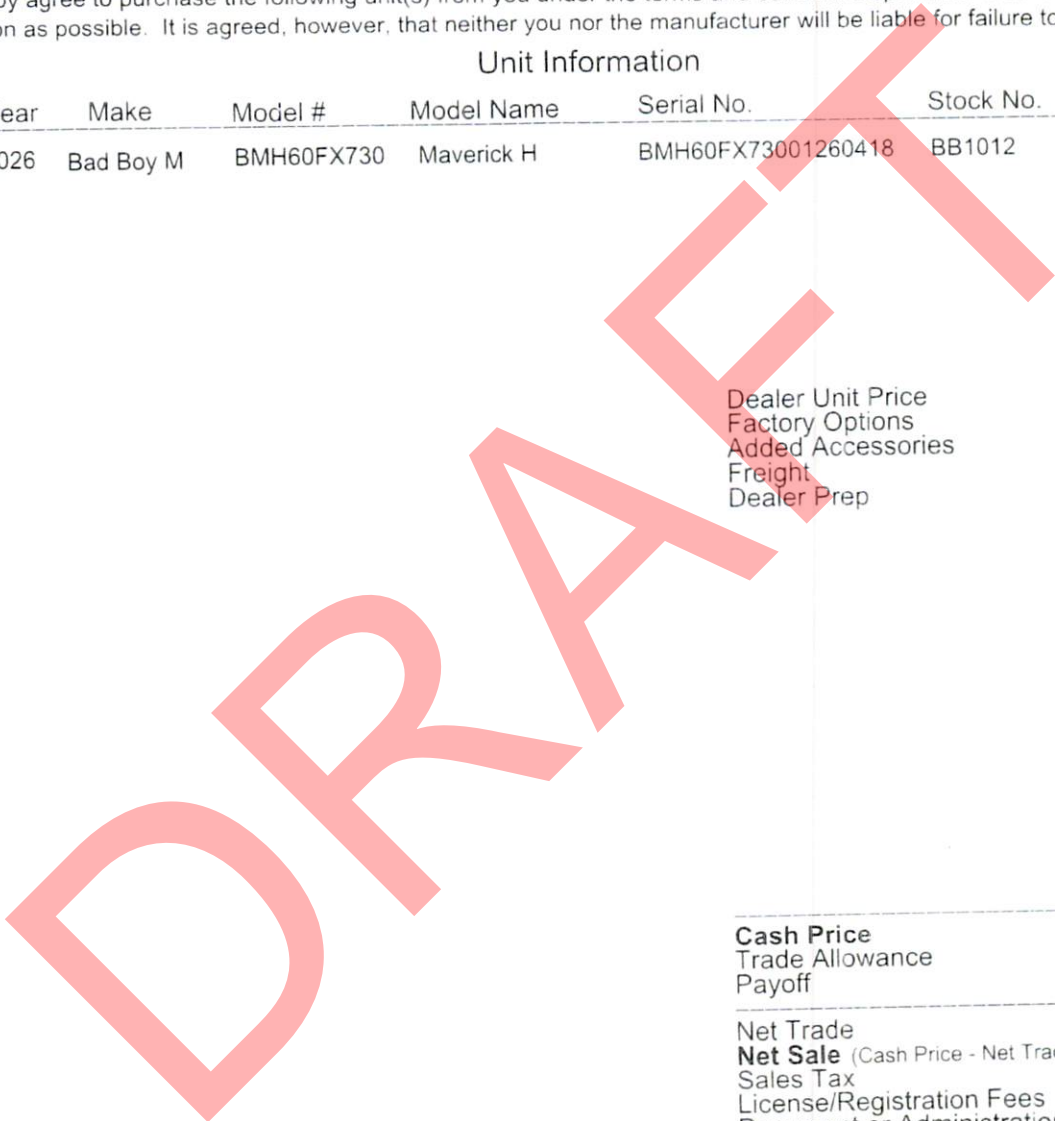 on as possible. It is agreed, however, that neither you nor the manufacturer will be liable for failure to
Unit Information
ear Make Model # Model Name Serial No. Stock No.
026 Bad Boy M BMH60FX730 Maverick H BMH60FX73001260418 BB1012
Dealer Unit Price
Factory Options
Added Accessories
Freight
Dealer Prep
Cash Price
Trade Allowance
Payoff
Net Trade
Net Sale (Cash Price - Net Trad
Sales Tax
License/Registration Fees
DRAFT